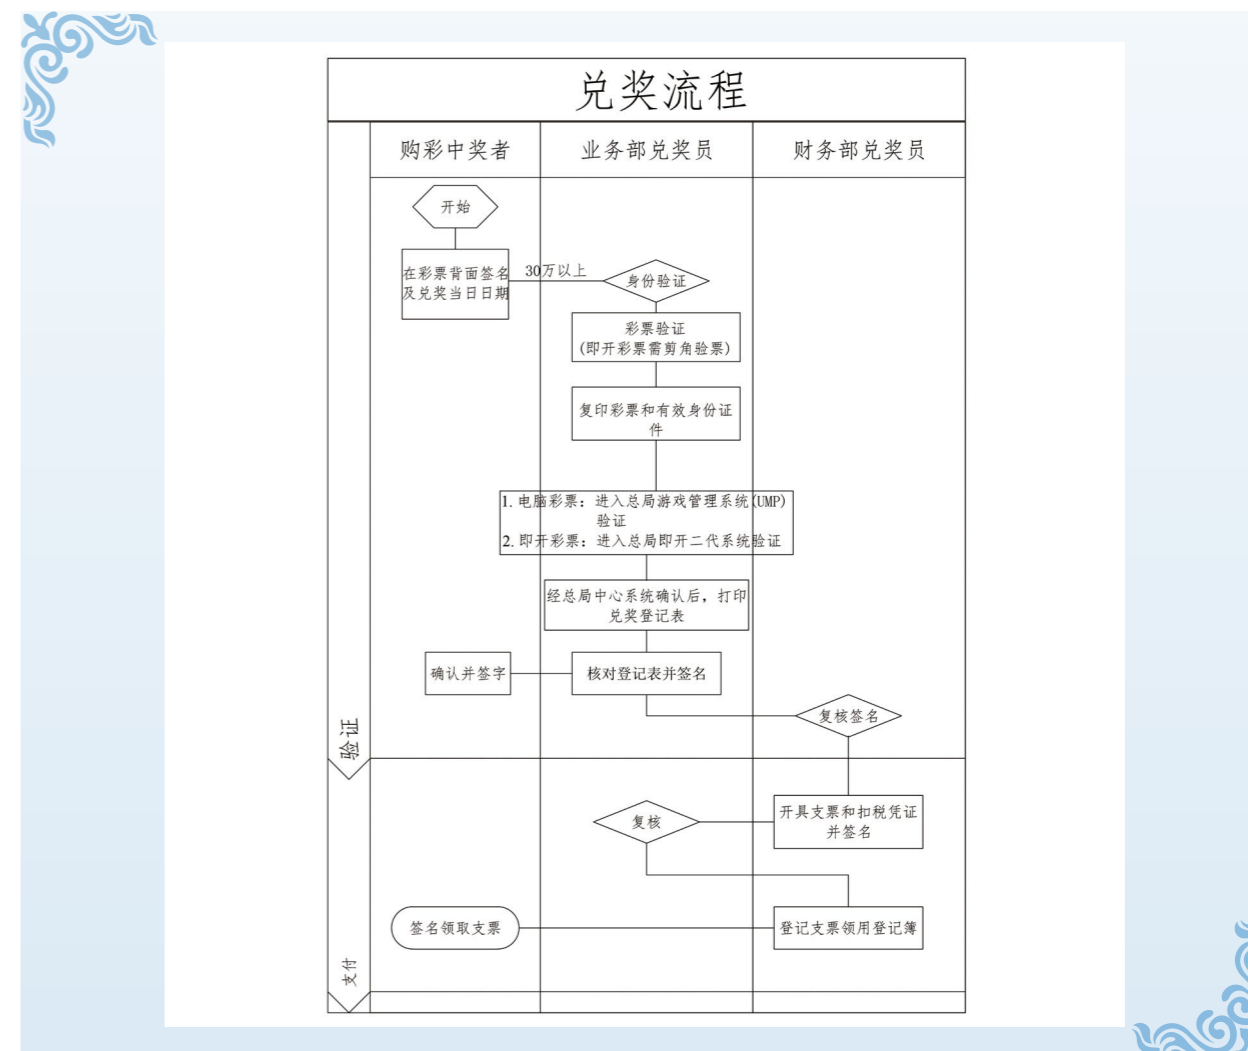 兑奖流程
购彩中奖者
业务部兑奖员
财务部兑奖员
开始
在彩票背面签名
及兑奖当日日期
30万以上
身份验证
彩票验证
(即开彩票需剪角验票)
复印彩票和有效身份证
件
1. 电脑彩票：进入总局游戏管理系统(UMP)
验证
2. 即开彩票：进入总局即开二代系统验证
经总局中心系统确认后，打印
兑奖登记表
确认并签字
核对登记表并签名
复核签名
验证
开具支票和扣税凭证
并签名
复核
签名领取支票
登记支票领用登记簿
支付